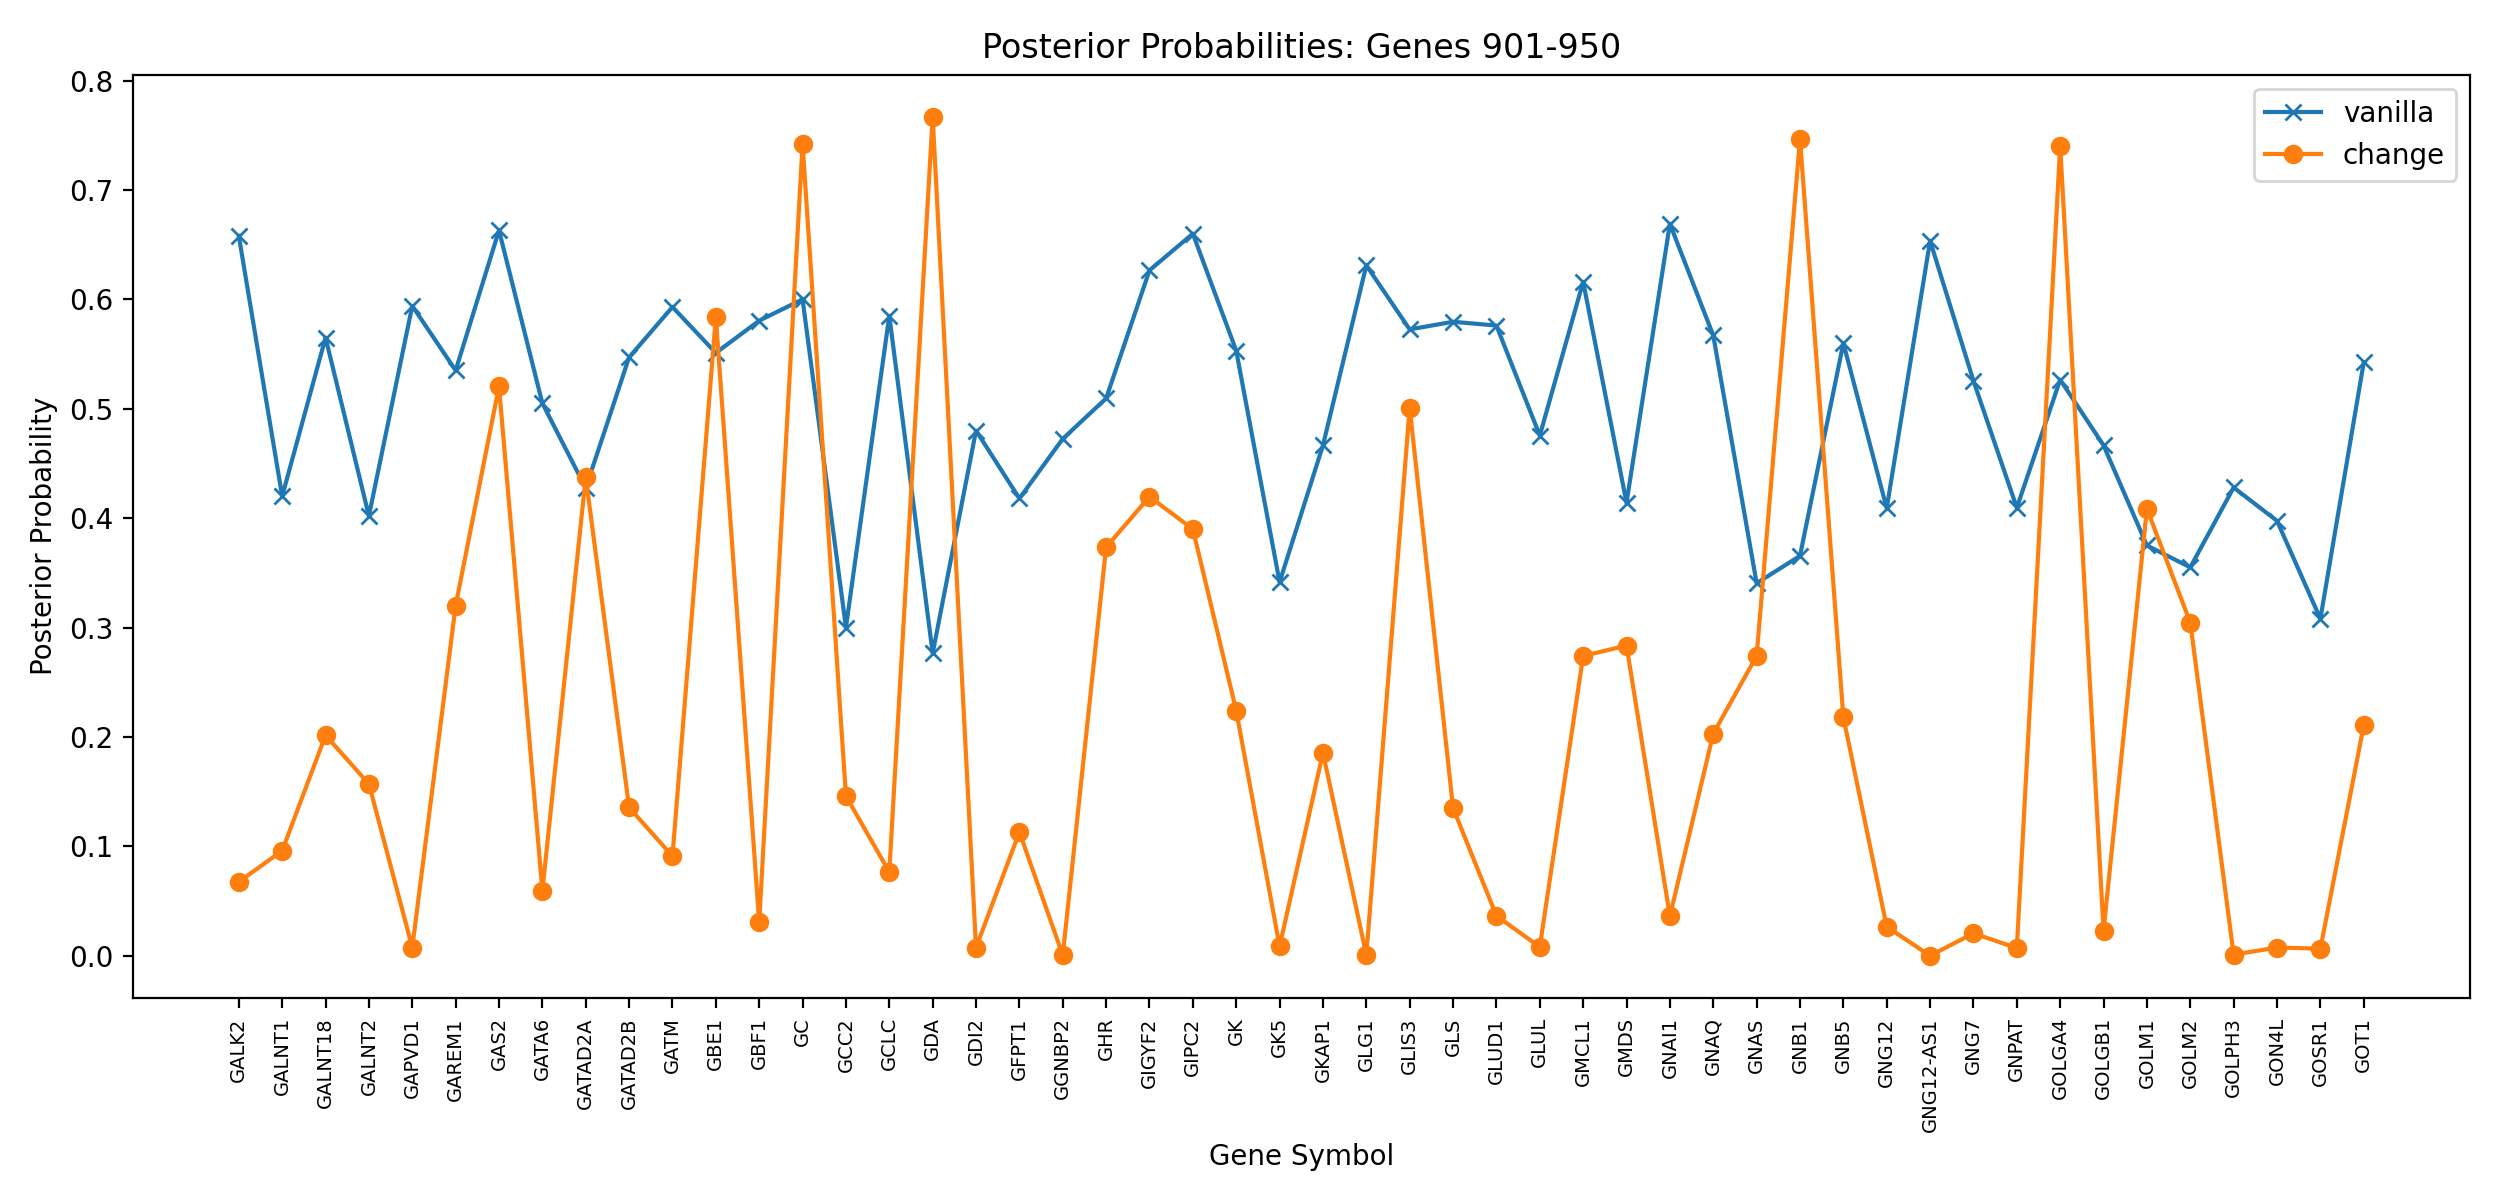 Posterior Probabilities: Genes 901-950
vanilla
change
Posterior Probability
0.8
0.7
0.6
0.5
0.4
0.3
0.2
0.1
0.0
GALK2
GALNT1
GALNT18
GALNT2
GAPVD1
GAREM1
GAS2
GATA6
GATAD2A
GATAD2B
GATM
GBE1
GBF1
GC
GCC2
GCLC
GDA
GDI2
GFPT1
GGNBP2
GHR
GIGYF2
GIPC2
GK
GK5
GKAP1
GLG1
GLIS3
GLS
GLUD1
GLUL
GMCL1
GMDS
GNAI1
GNAQ
GNAS
GNB1
GNB5
GNG12
GNG12-AS1
GNG7
GNPAT
GOLGA4
GOLGB1
GOLM1
GOLM2
GOLPH3
GON4L
GOSR1
GOT1
Gene Symbol